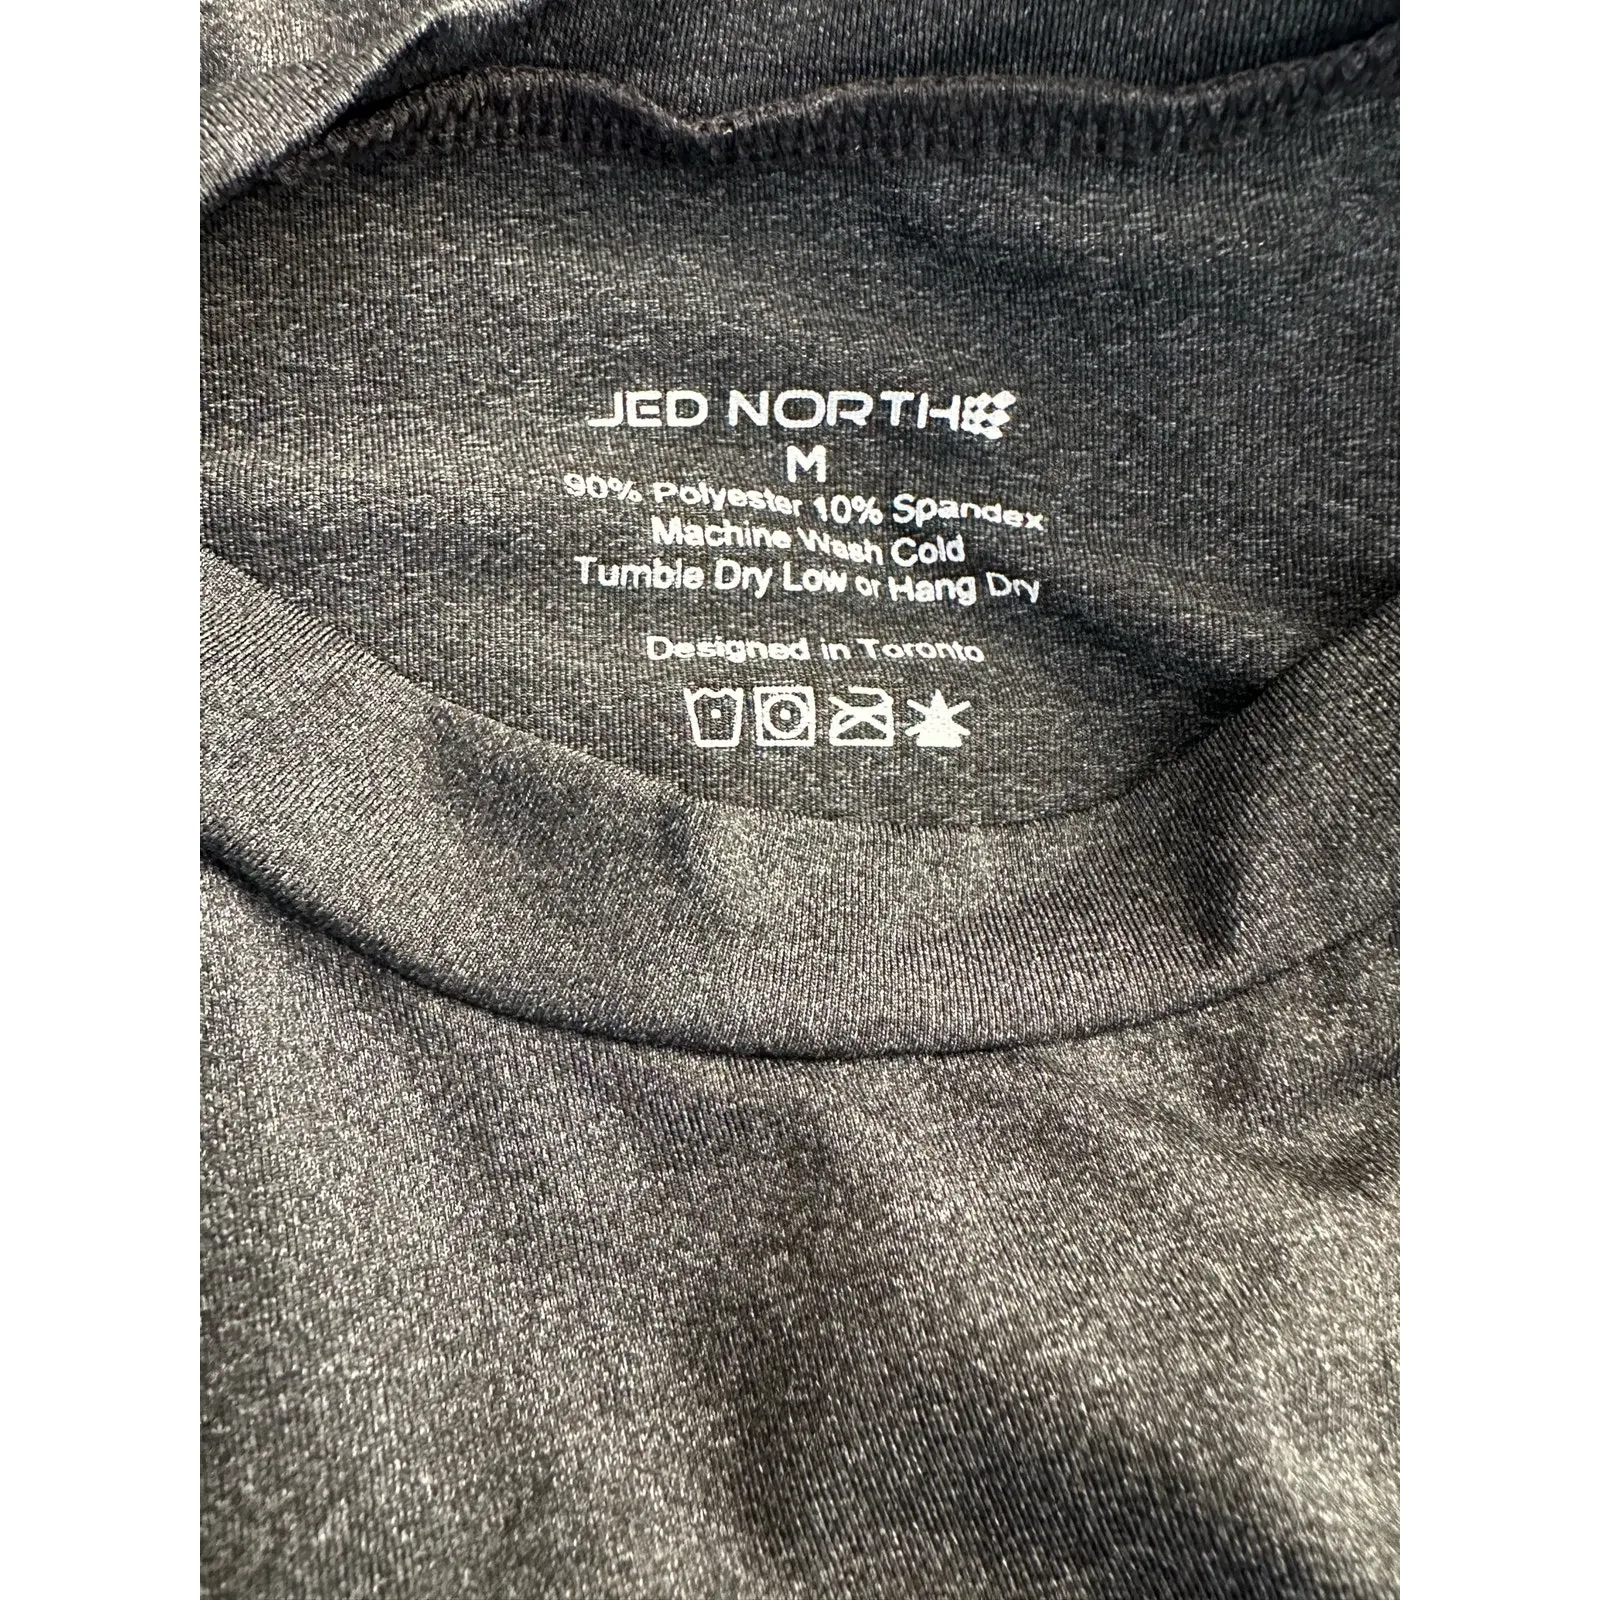 JED NORTH
M
90% Polyester 10% Spandex
Machine Wash Cold
Tumble Dry Low or Hang Dry
Designed in Toronto